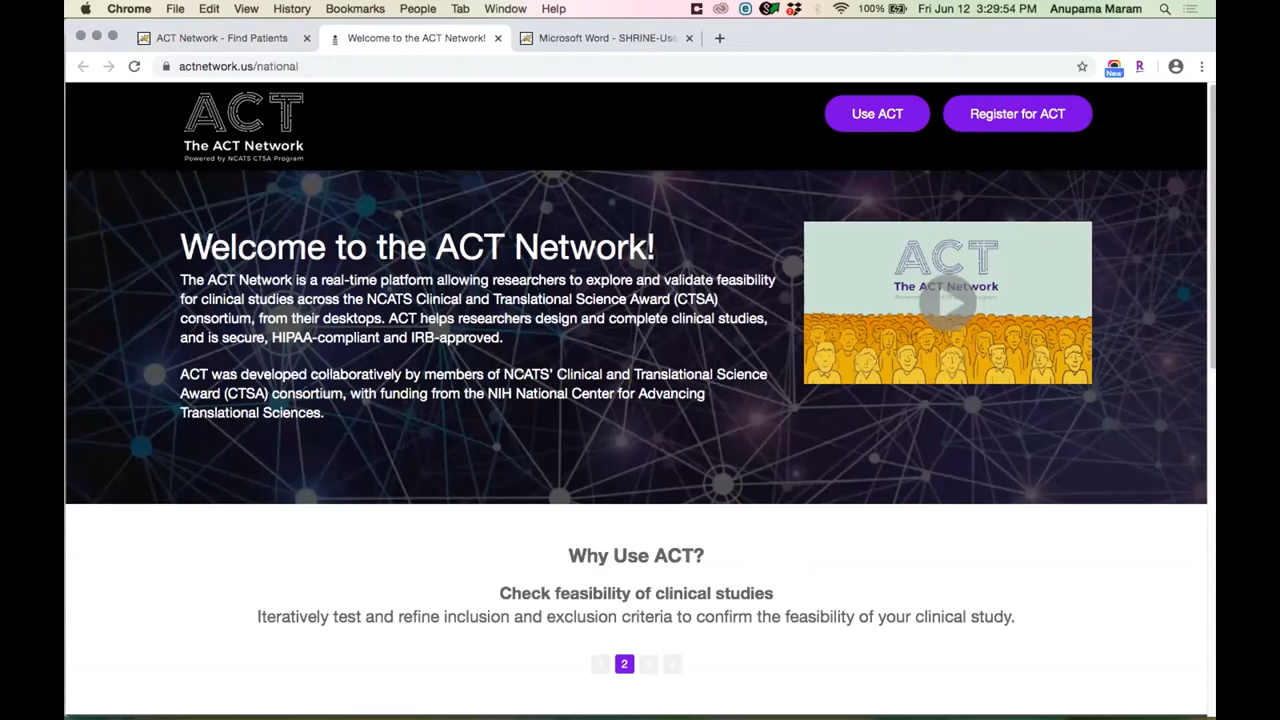 Chrome File Edit View History Bookmarks People Tab Window Help 100% Fri Jun 12 3:29:54 PM Anupama Maram
ACT Network - Find Patients
Welcome to the ACT Network!
Microsoft Word - SHRINE-Use
actnetwork.us/national
New
R
ACT
The ACT Network
Powered by NCATS CTSA Program
Use ACT
Register for ACT
Welcome to the ACT Network!
The ACT Network is a real-time platform allowing researchers to explore and validate feasibility
for clinical studies across the NCATS Clinical and Translational Science Award (CTSA)
consortium, from their desktops. ACT helps researchers design and complete clinical studies,
and is secure, HIPAA-compliant and IRB-approved.
ACT was developed collaboratively by members of NCATS' Clinical and Translational Science
Award (CTSA) consortium, with funding from the NIH National Center for Advancing
Translational Sciences.
ACT
The ACT Network
Why Use ACT?
Check feasibility of clinical studies
Iteratively test and refine inclusion and exclusion criteria to confirm the feasibility of your clinical study.
1 2 3 4